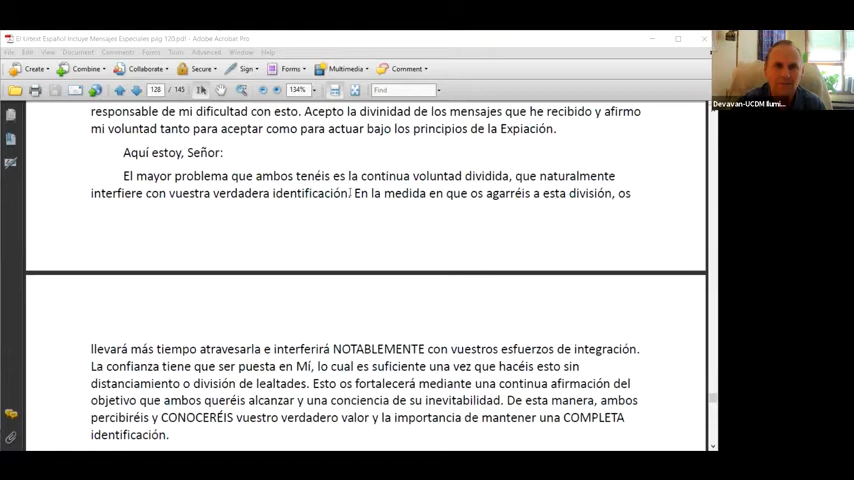 El Urtext Español Incluye Mensajes Especiales pág 120.pdf - Adobe Acrobat Pro
File Edit View Document Comments Forms Tools Advanced Window Help
Create Combine Collaborate Secure Sign Forms Multimedia Comment
128 / 145 134% Find
Devavan-UCDM Ilumi...
responsable de mi dificultad con esto. Acepto la divinidad de los mensajes que he recibido y afirmo
mi voluntad tanto para aceptar como para actuar bajo los principios de la Expiación.
Aquí estoy, Señor:
El mayor problema que ambos tenéis es la continua voluntad dividida, que naturalmente
interfiere con vuestra verdadera identificación. En la medida en que os agarréis a esta división, os
llevará más tiempo atravesarla e interferirá NOTABLEMENTE con vuestros esfuerzos de integración.
La confianza tiene que ser puesta en Mí, lo cual es suficiente una vez que hacéis esto sin
distanciamiento o división de lealtades. Esto os fortalecerá mediante una continua afirmación del
objetivo que ambos queréis alcanzar y una conciencia de su inevitabilidad. De esta manera, ambos
percibiréis y CONOCERÉIS vuestro verdadero valor y la importancia de mantener una COMPLETA
identificación.